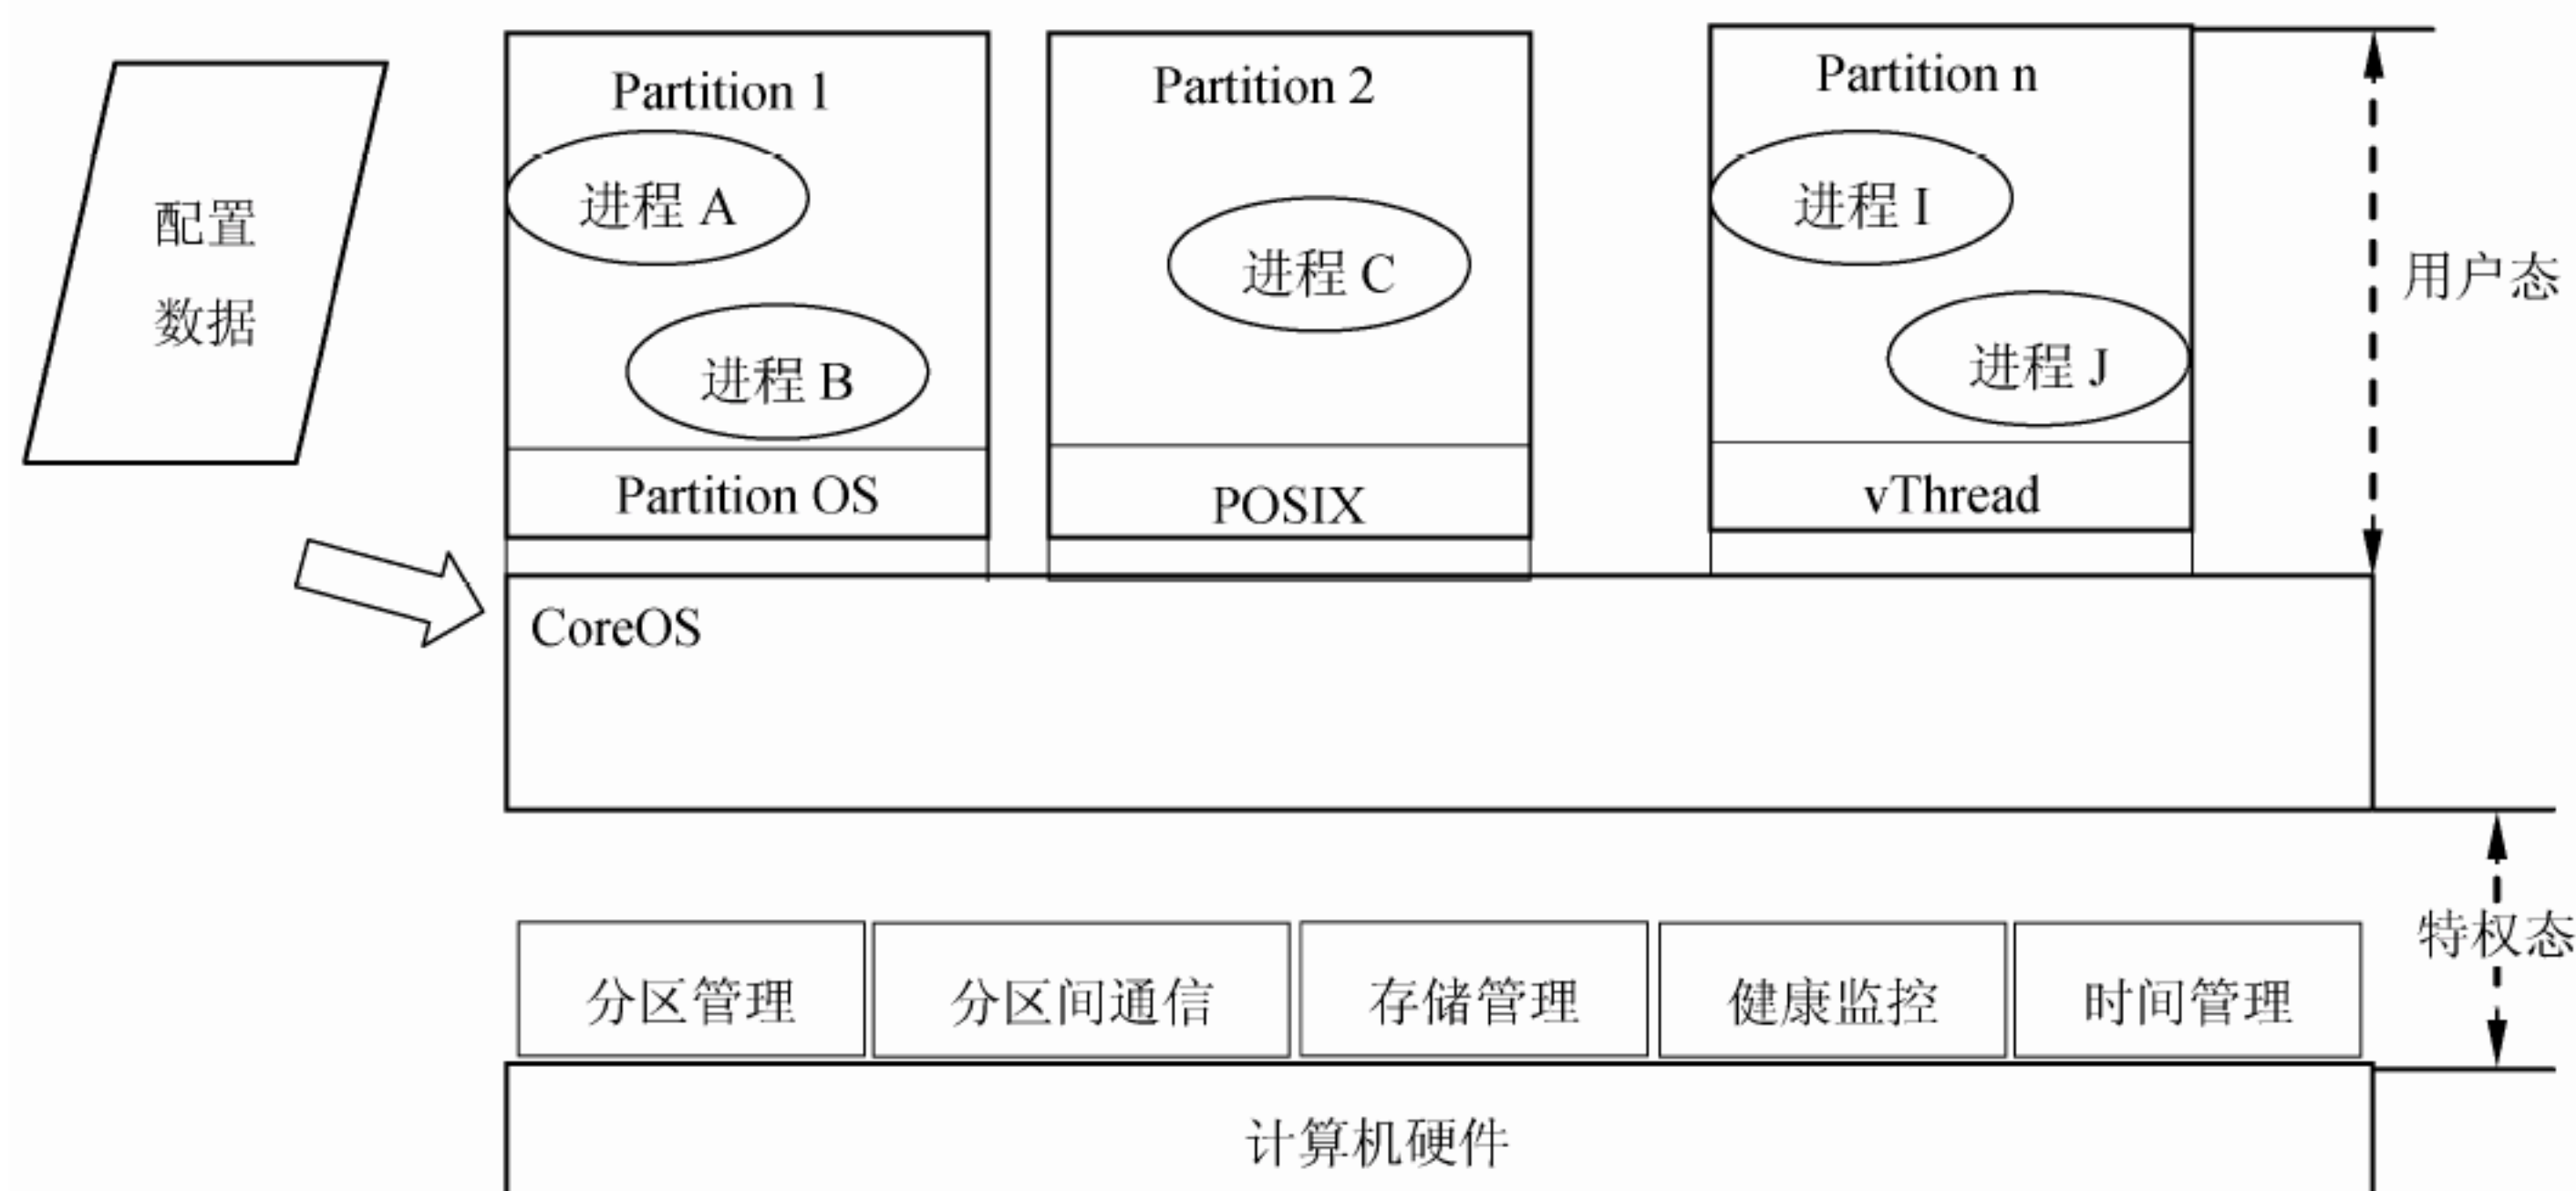 Partition 1
Partition 2
Partition n
配置
数据
进程 A
进程 B
进程 C
进程 I
进程 J
用户态
Partition OS
POSIX
vThread
CoreOS
特权态
分区管理
分区间通信
存储管理
健康监控
时间管理
计算机硬件